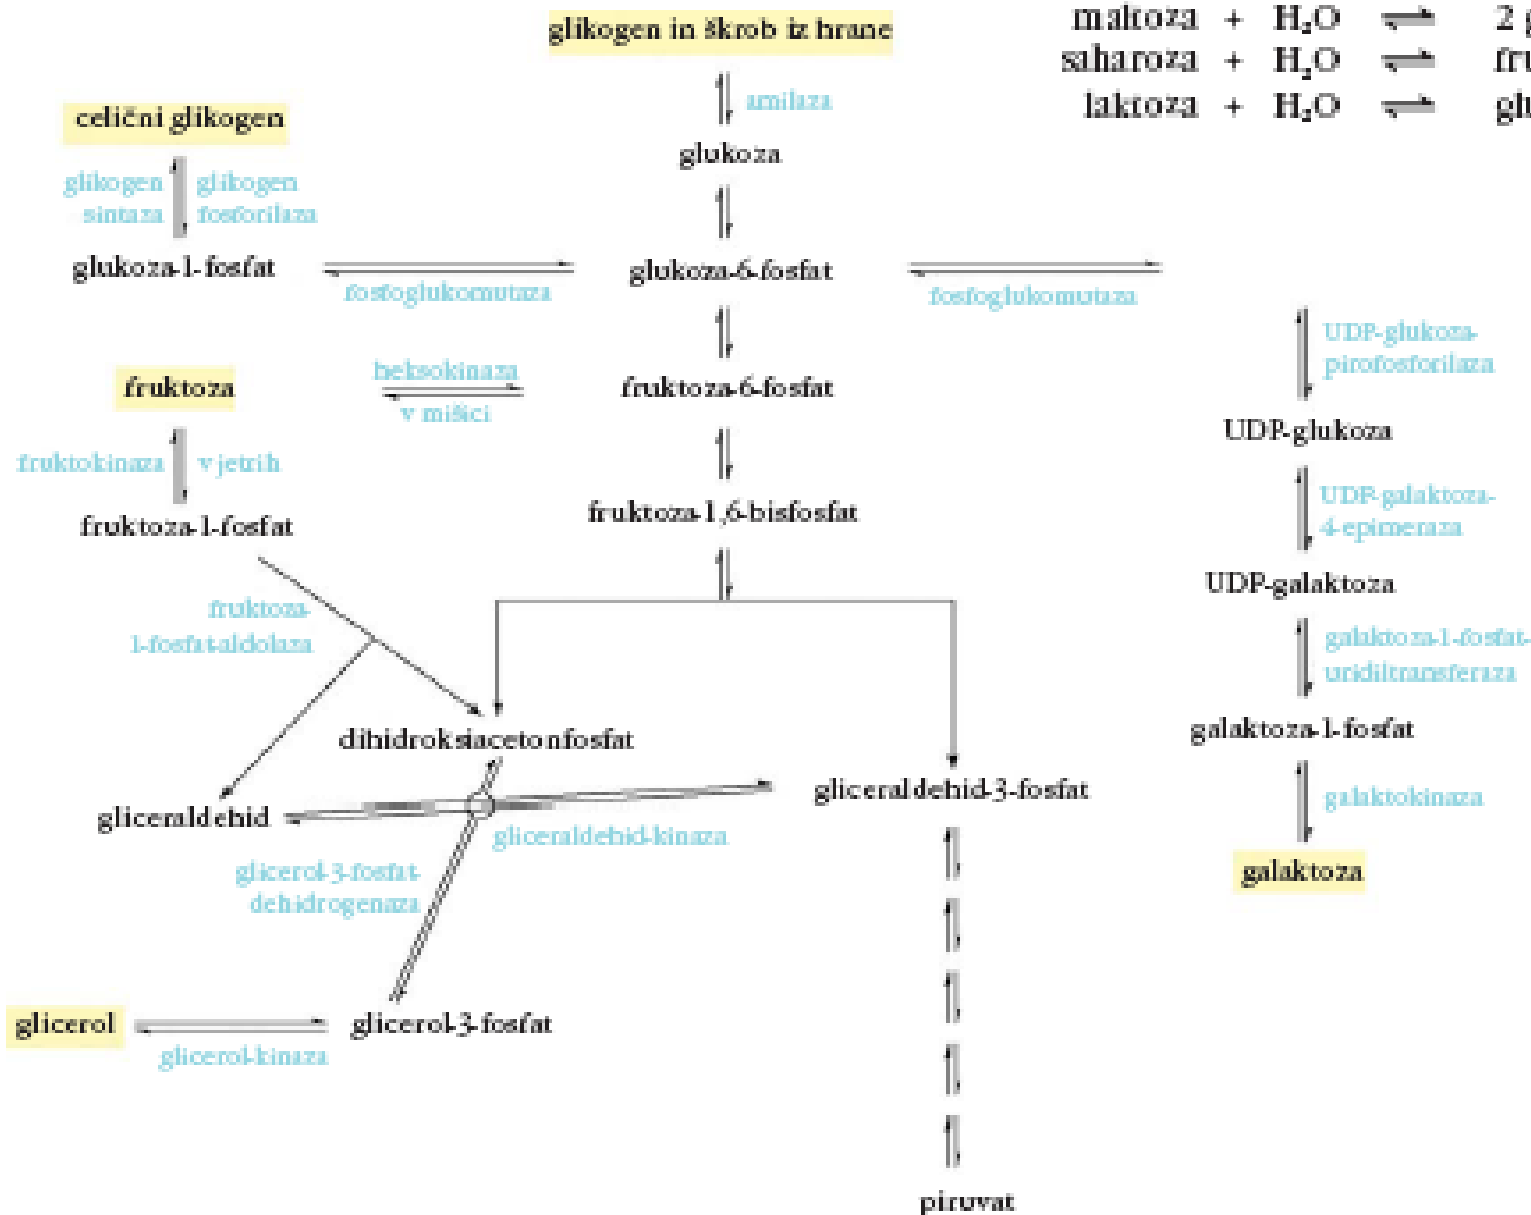 glikogen in škrob iz hrane
maltoza + H₂O ⇌ 2
saharoza + H₂O ⇌ fru
laktoza + H₂O ⇌ glu
amilaza
celični glikogen
glukoza
glikogen
sintaza
glikogen
fosforilaza
glukoza-1-fosfat
fosfoglukomutaza
glukoza-6-fosfat
fosfoglukomutaza
UDP-glukoza-
pirofosforilaza
fruktoza
heksokinaza
v mišici
fruktoza-6-fosfat
UDP-glukoza
fruktokinaza
v jetrih
fruktoza-1-fosfat
fruktoza-1,6-bisfosfat
UDP-galaktoza-
4-epimeraza
UDP-galaktoza
fruktoza-
1-fosfat-aldolaza
galaktoza-1-fosfat-
uridiltransferaza
dihidroksiacetonfosfat
galaktoza-1-fosfat
gliceraldehid
gliceraldehid-3-fosfat
gliceraldehid-kinaza
galaktokinaza
glicerol-3-fosfat-
dehidrogenaza
galaktoza
glicerol
glicerol-3-fosfat
glicerol-kinaza
piruvat